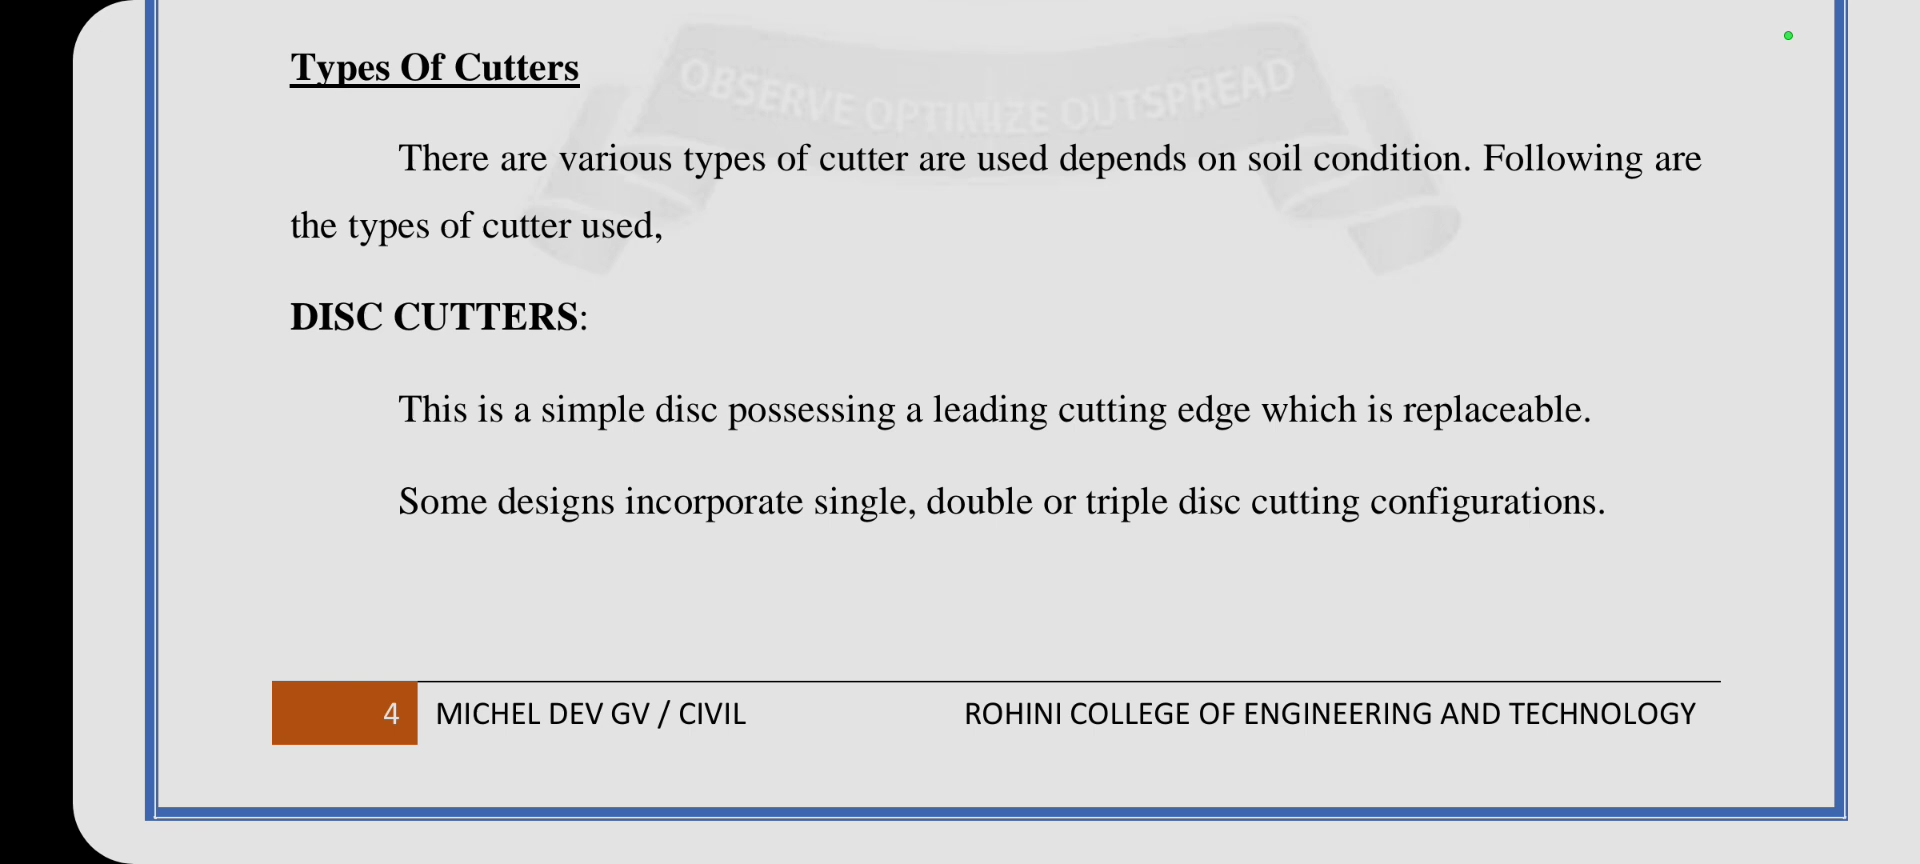 OBSERVE OPTIMIZE OUTSPREAD
Types Of Cutters
There are various types of cutter are used depends on soil condition. Following are
the types of cutter used,
DISC CUTTERS:
This is a simple disc possessing a leading cutting edge which is replaceable.
Some designs incorporate single, double or triple disc cutting configurations.
4 MICHEL DEV GV / CIVIL ROHINI COLLEGE OF ENGINEERING AND TECHNOLOGY